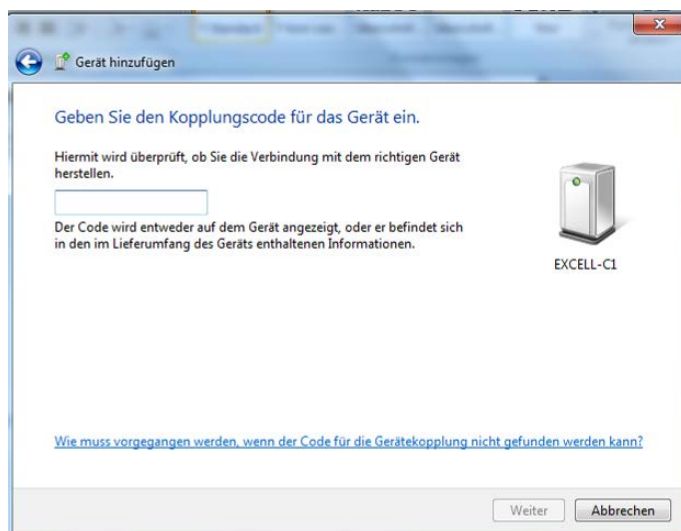 Gerät hinzufügen
Geben Sie den Kopplungscode für das Gerät ein.
Hiermit wird überprüft, ob Sie die Verbindung mit dem richtigen Gerät
herstellen.
Der Code wird entweder auf dem Gerät angezeigt, oder er befindet sich
in den im Lieferumfang des Geräts enthaltenen Informationen.
EXCELL-C1
Wie muss vorgegangen werden, wenn der Code für die Gerätekopplung nicht gefunden werden kann?
Weiter
Abbrechen